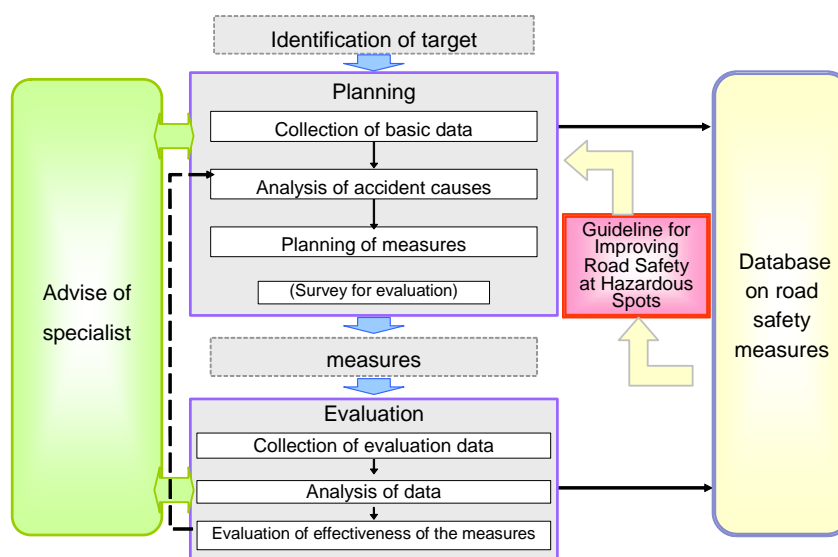 Identification of target
Planning
Collection of basic data
Analysis of accident causes
Planning of measures
(Survey for evaluation)
measures
Evaluation
Collection of evaluation data
Analysis of data
Evaluation of effectiveness of the measures
Advise of
specialist
Guideline for
Improving
Road Safety
at Hazardous
Spots
Database
on road
safety
measures